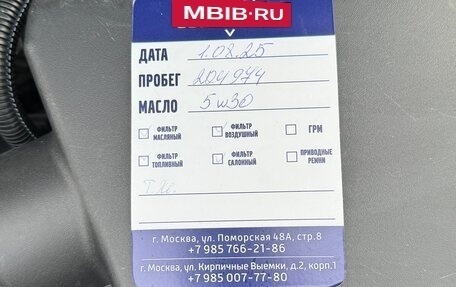 MBIB.RU
ДАТА 1.02.25
ПРОБЕГ 204974
МАСЛО 5w30
ФИЛЬТР МАСЛЯНЫЙ
ФИЛЬТР ВОЗДУШНЫЙ
ГРМ
ФИЛЬТР ТОПЛИВНЫЙ
ФИЛЬТР САЛОННЫЙ
ПРИВОДНЫЕ РЕМНИ
г. Москва, ул. Поморская 48А, стр.8
+7 985 766-21-86
г. Москва, ул. Кирпичные Выемки, д.2, корп.1
+7 985 007-77-80